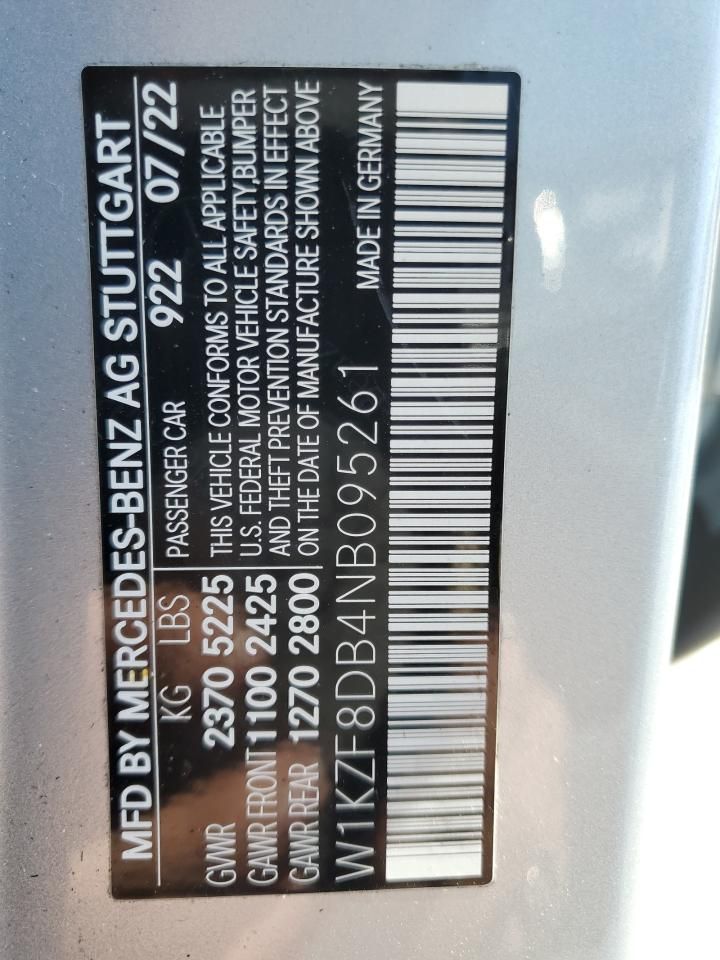 MFD BY MERCEDES-BENZ AG STUTTGART
KG LBS PASSENGER CAR 922 07/22
GVWR 2370 5225 THIS VEHICLE CONFORMS TO ALL APPLICABLE
U.S. FEDERAL MOTOR VEHICLE SAFETY,BUMPER
GAWR FRONT 1100 2425 AND THEFT PREVENTION STANDARDS IN EFFECT
GAWR REAR 1270 2800 ON THE DATE OF MANUFACTURE SHOWN ABOVE
W1KZF8DB4NB095261 MADE IN GERMANY